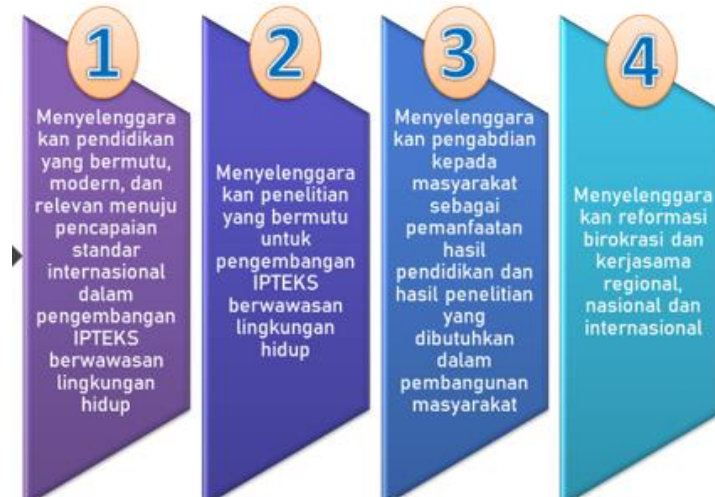 1
Menyelenggara
kan pendidikan
yang bermutu,
modern, dan
relevan menuju
pencapaian
standar
internasional
dalam
pengembangan
IPTEKS
berwawasan
lingkungan
hidup
2
Menyelenggara
kan penelitian
yang bermutu
untuk
pengembangan
IPTEKS
berwawasan
lingkungan
hidup
3
Menyelenggara
kan pengabdian
kepada
masyarakat
sebagai
pemanfaatan
hasil
pendidikan dan
hasil penelitian
yang
dibutuhkan
dalam
pembangunan
masyarakat
4
Menyelenggara
kan reformasi
birokrasi dan
kerjasama
regional,
nasional dan
internasional